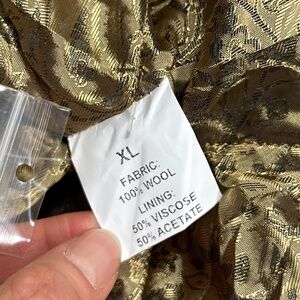 XL
FABRIC:
100% WOOL
LINING:
50% VISCOSE
50% ACETATE